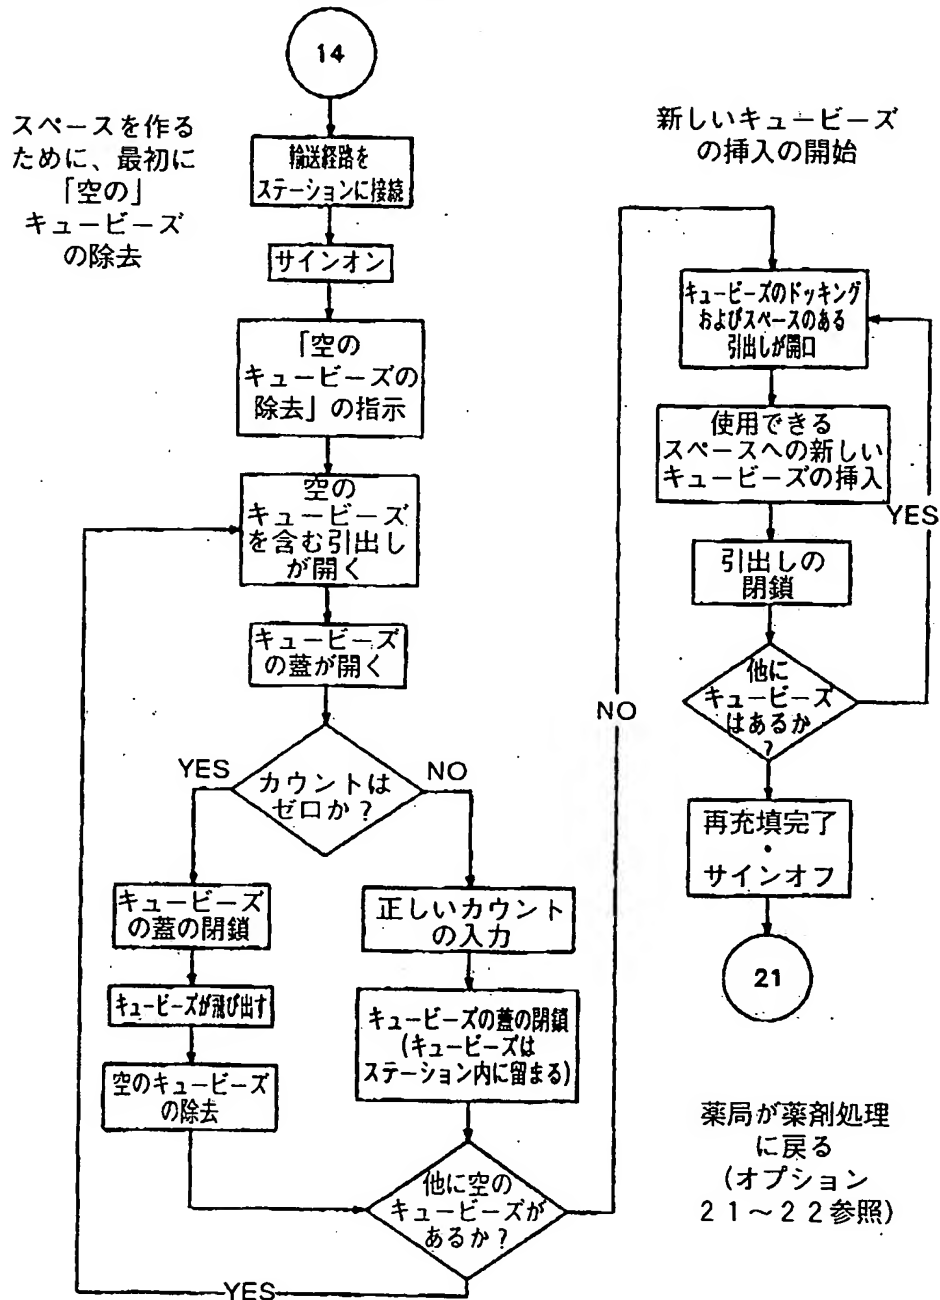 14
スペースを作る
ために、最初に
「空の」
キュービーズ
の除去
輸送経路を
ステーションに接続
サインオン
「空の
キュービーズの
除去」の指示
空の
キュービーズ
を含む引出し
が開く
キュービーズ
の蓋が開く
カウントは
ゼロか?
YES
NO
キュービーズ
の蓋の閉鎖
キュービーズが飛び出す
空のキュービーズ
の除去
正しいカウント
の入力
キュービーズの蓋の閉鎖
(キュービーズは
ステーション内に留まる)
他に空の
キュービーズが
あるか?
YES
NO
新しいキュービーズ
の挿入の開始
キュービーズのドッキング
およびスペースのある
引出しが開口
使用できる
スペースへの新しい
キュービーズの挿入
引出しの
閉鎖
他に
キュービーズ
はあるか
?
YES
再充填完了
・
サインオフ
21
薬局が薬剤処理
に戻る
(オプション
21~22参照)